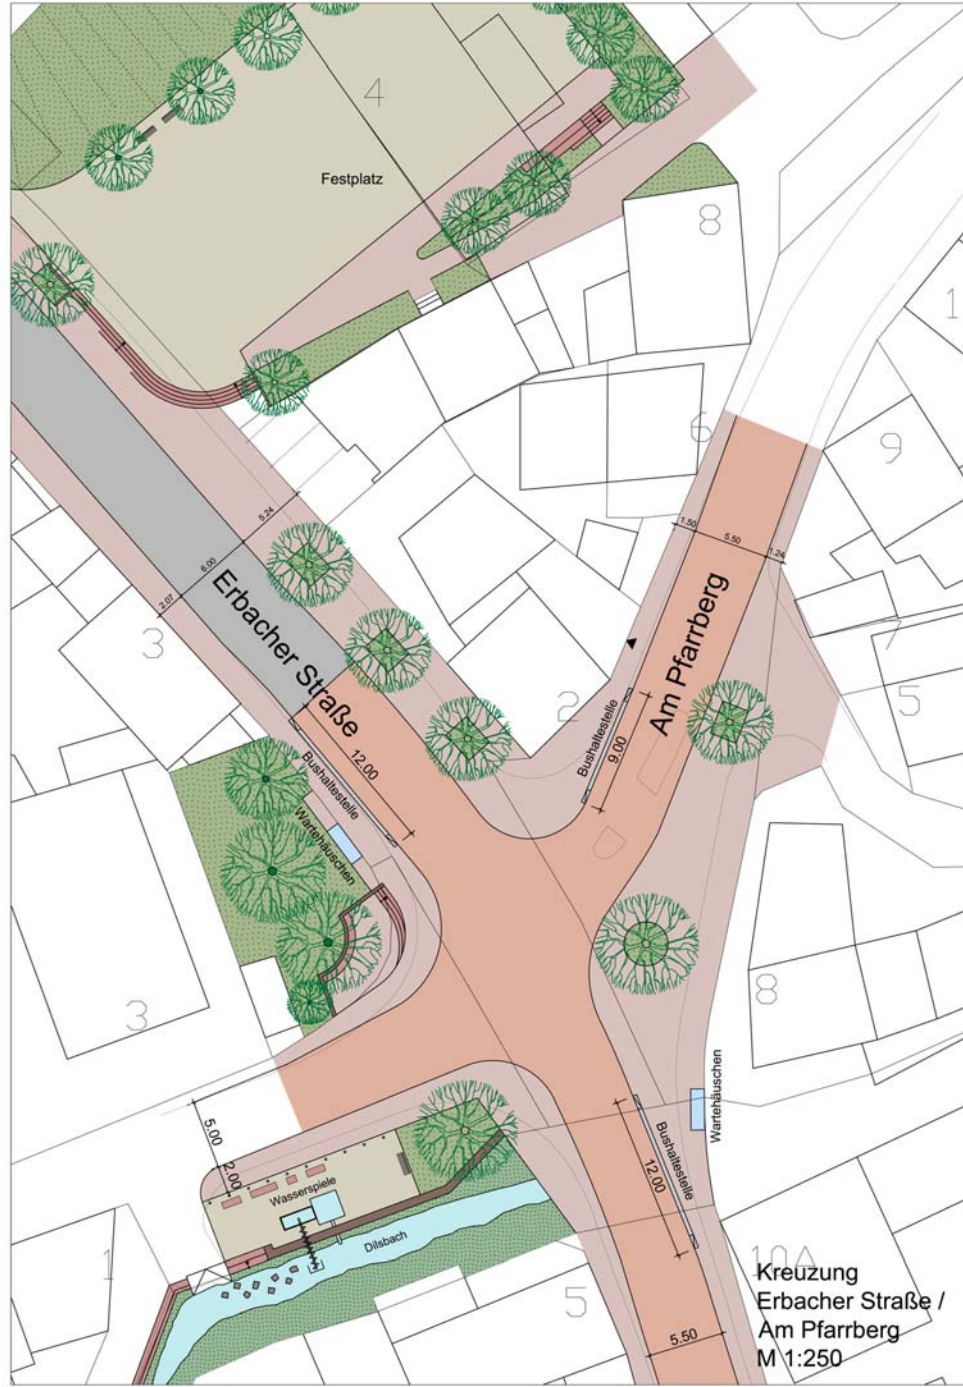 4
Festplatz
8
1
6
9
5.24
6.00
2.07
1.50
5.50
1.24
Erbacher Straße
Am Pfarrberg
3
2
7
5
Bushaltestelle
9.00
12.00
Bushaltestelle
Wartehäuschen
3
8
Wartehäuschen
Bushaltestelle
12.00
5.00
2.00
Wasserspiele
Dilsbach
1
5
10A
5.50
Kreuzung
Erbacher Straße /
Am Pfarrberg
M 1:250